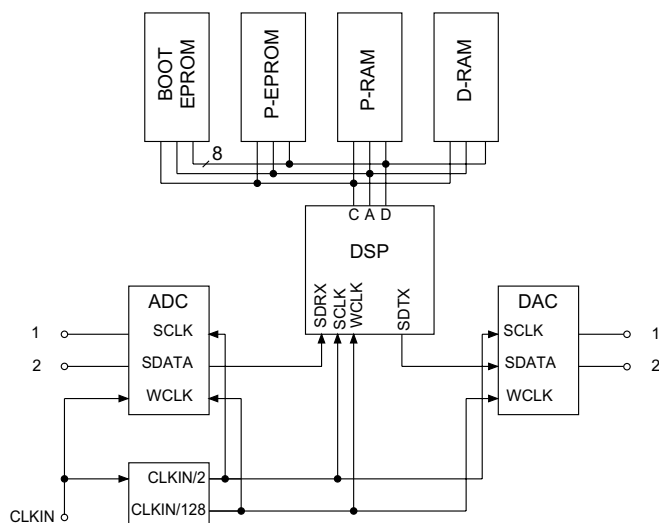 BOOT
EPROM
P-EPROM
P-RAM
D-RAM
8
C A D
DSP
SDRX
SCLK
WCLK
SDTX
ADC
1
SCLK
2
SDATA
WCLK
DAC
SCLK
1
SDATA
2
WCLK
CLKIN/2
CLKIN
CLKIN/128